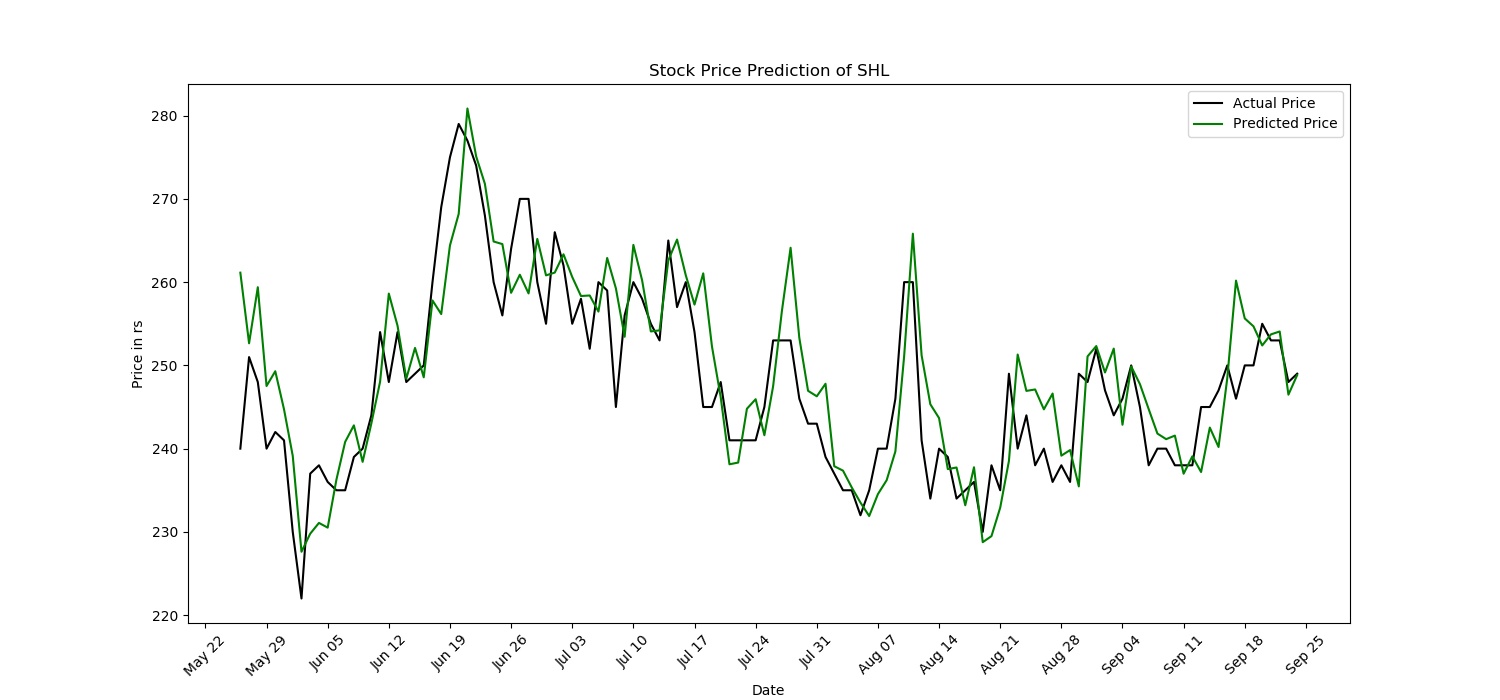 Stock Price Prediction of SHL
Actual Price
Predicted Price
280
270
260
250
240
230
220
Price in rs
May 22
May 29
Jun 05
Jun 12
Jun 19
Jun 26
Jul 03
Jul 10
Jul 17
Jul 24
Jul 31
Aug 07
Aug 14
Aug 21
Aug 28
Sep 04
Sep 11
Sep 18
Sep 25
Date